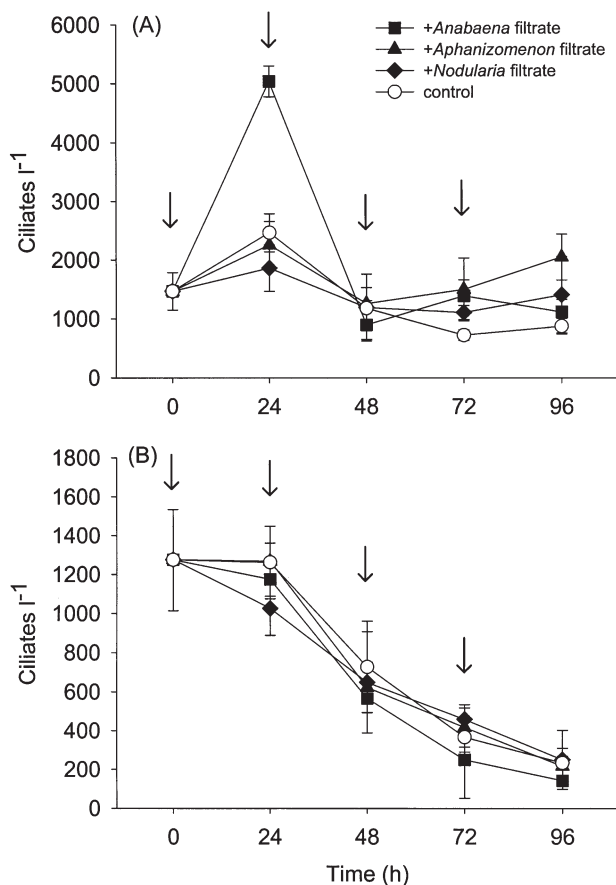 (A)
+Anabaena filtrate
+Aphanizomenon filtrate
+Nodularia filtrate
control
6000
5000
4000
3000
2000
1000
0
Ciliates l⁻¹
0 24 48 72 96
(B)
1800
1600
1400
1200
1000
800
600
400
200
0
Ciliates l⁻¹
0 24 48 72 96
Time (h)